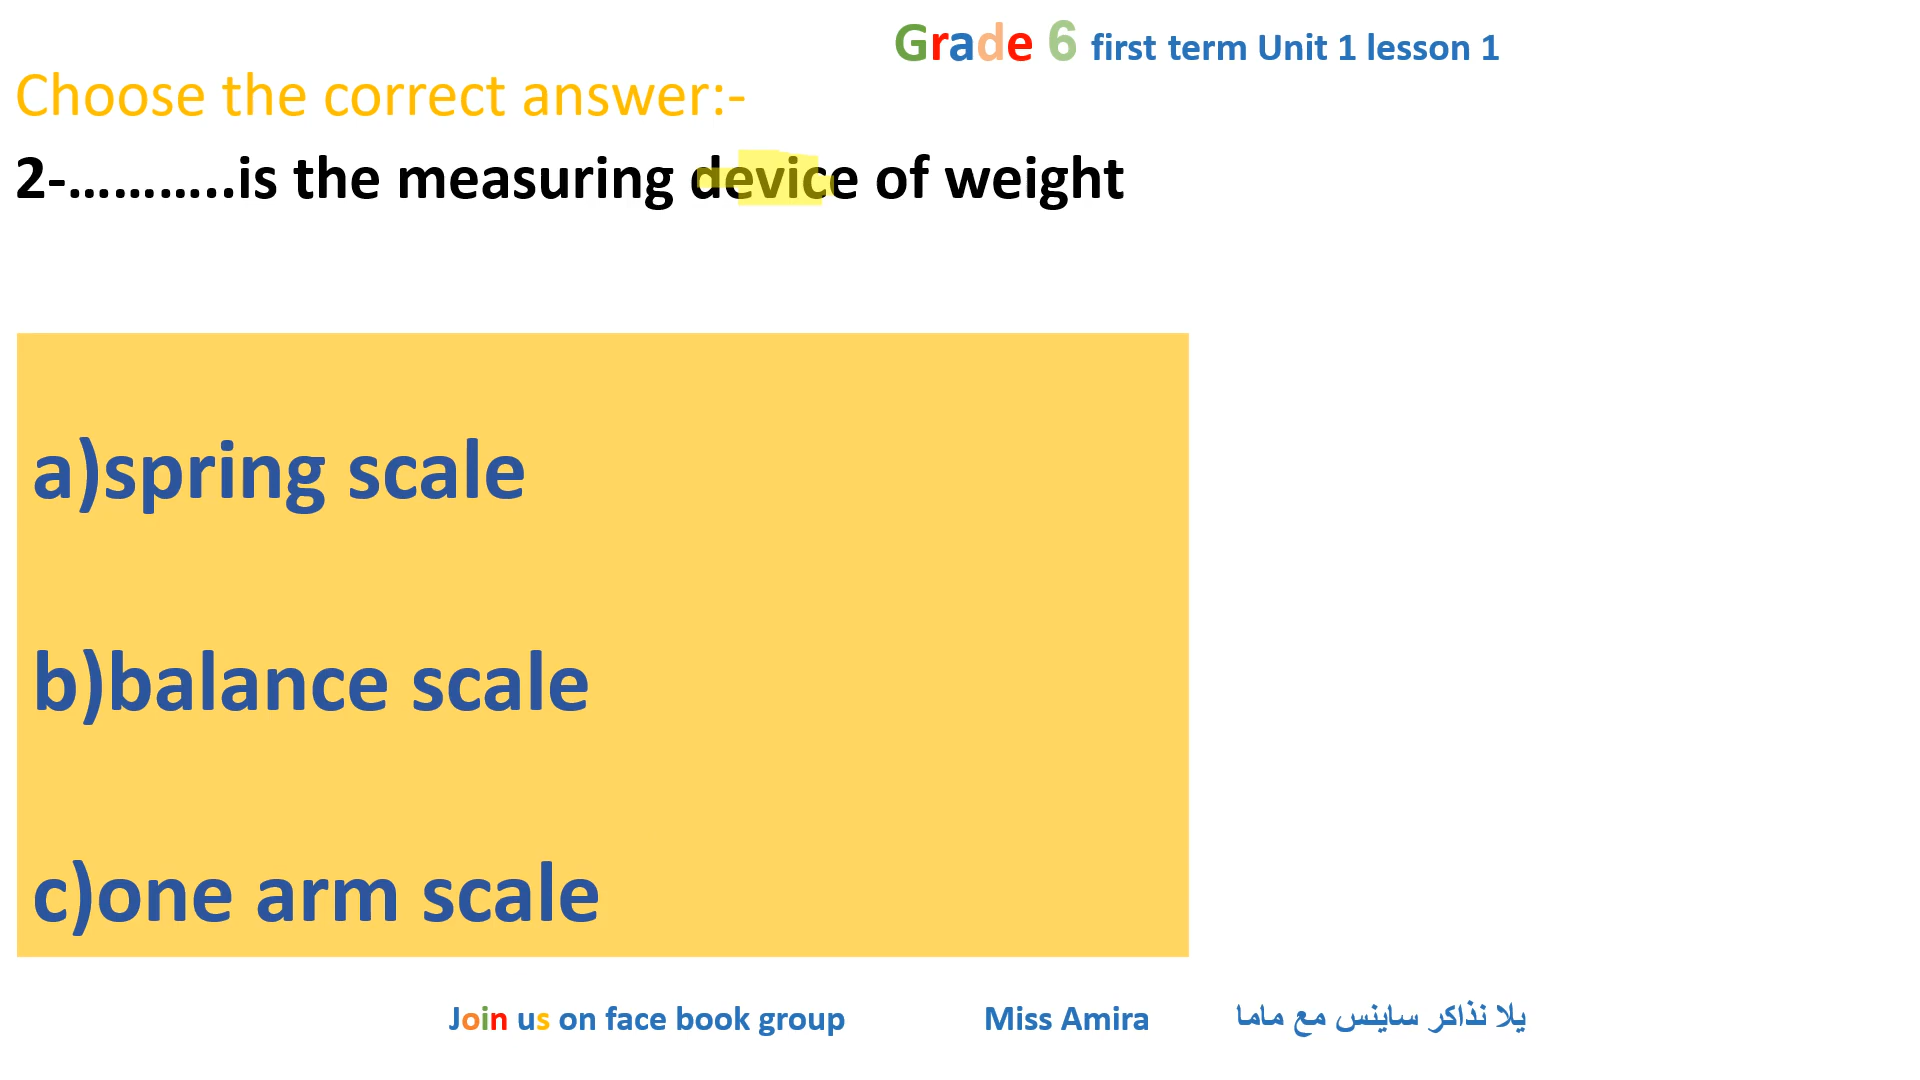 Grade 6 first term Unit 1 lesson 1
Choose the correct answer:-
2-………..is the measuring device of weight
a)spring scale
b)balance scale
c)one arm scale
Join us on face book group Miss Amira يلا نذاكر ساينس مع ماما